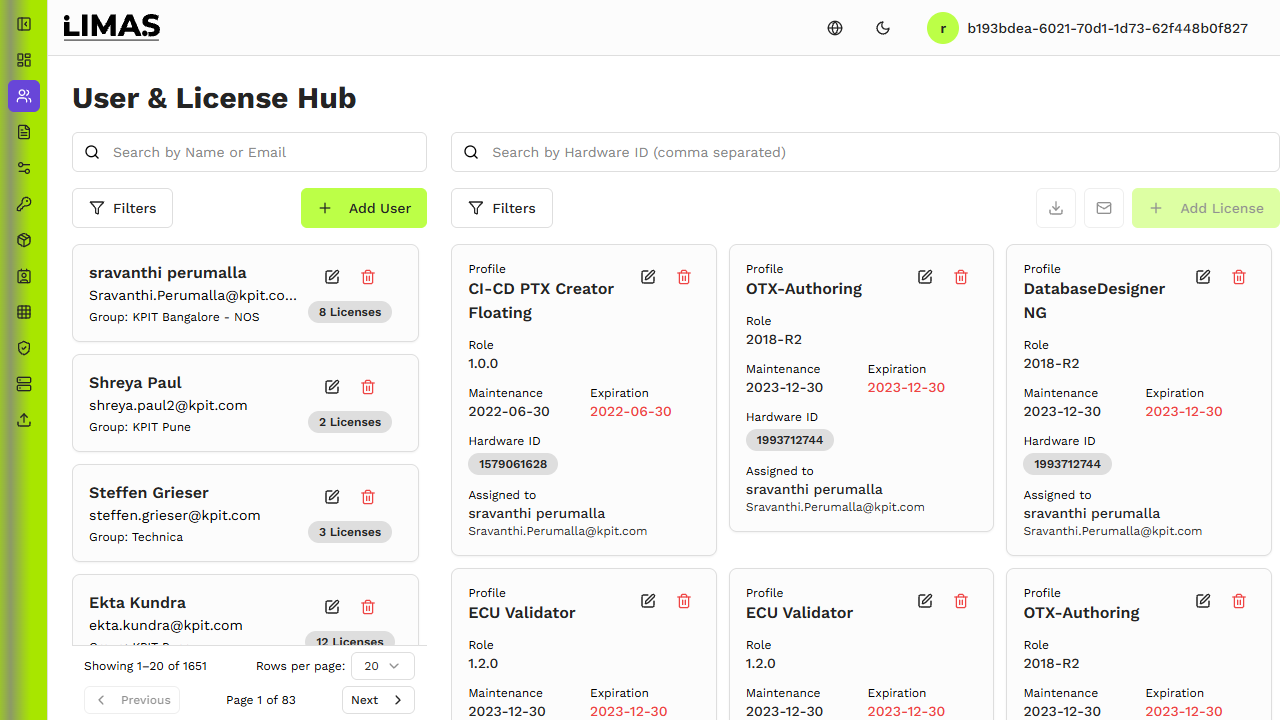 LIMAS
r
b193bdea-6021-70d1-1d73-62f448b0f827
User & License Hub
Search by Name or Email
Filters
Add User
sravanthi perumalla
Sravanthi.Perumalla@kpit.co...
Group: KPIT Bangalore - NOS
8 Licenses
Shreya Paul
shreya.paul2@kpit.com
Group: KPIT Pune
2 Licenses
Steffen Grieser
steffen.grieser@kpit.com
Group: Technica
3 Licenses
Ekta Kundra
ekta.kundra@kpit.com
12 Licenses
Showing 1–20 of 1651
Rows per page:
20
Previous
Page 1 of 83
Next
Search by Hardware ID (comma separated)
Filters
Add License
Profile
CI-CD PTX Creator
Floating
Role
1.0.0
Maintenance
2022-06-30
Expiration
2022-06-30
Hardware ID
1579061628
Assigned to
sravanthi perumalla
Sravanthi.Perumalla@kpit.com
Profile
OTX-Authoring
Role
2018-R2
Maintenance
2023-12-30
Expiration
2023-12-30
Hardware ID
1993712744
Assigned to
sravanthi perumalla
Sravanthi.Perumalla@kpit.com
Profile
DatabaseDesigner
NG
Role
2018-R2
Maintenance
2023-12-30
Expiration
2023-12-30
Hardware ID
1993712744
Assigned to
sravanthi perumalla
Sravanthi.Perumalla@kpit.com
Profile
ECU Validator
Role
1.2.0
Maintenance
2023-12-30
Expiration
2023-12-30
Profile
ECU Validator
Role
1.2.0
Maintenance
2023-12-30
Expiration
2023-12-30
Profile
OTX-Authoring
Role
2018-R2
Maintenance
2023-12-30
Expiration
2023-12-30